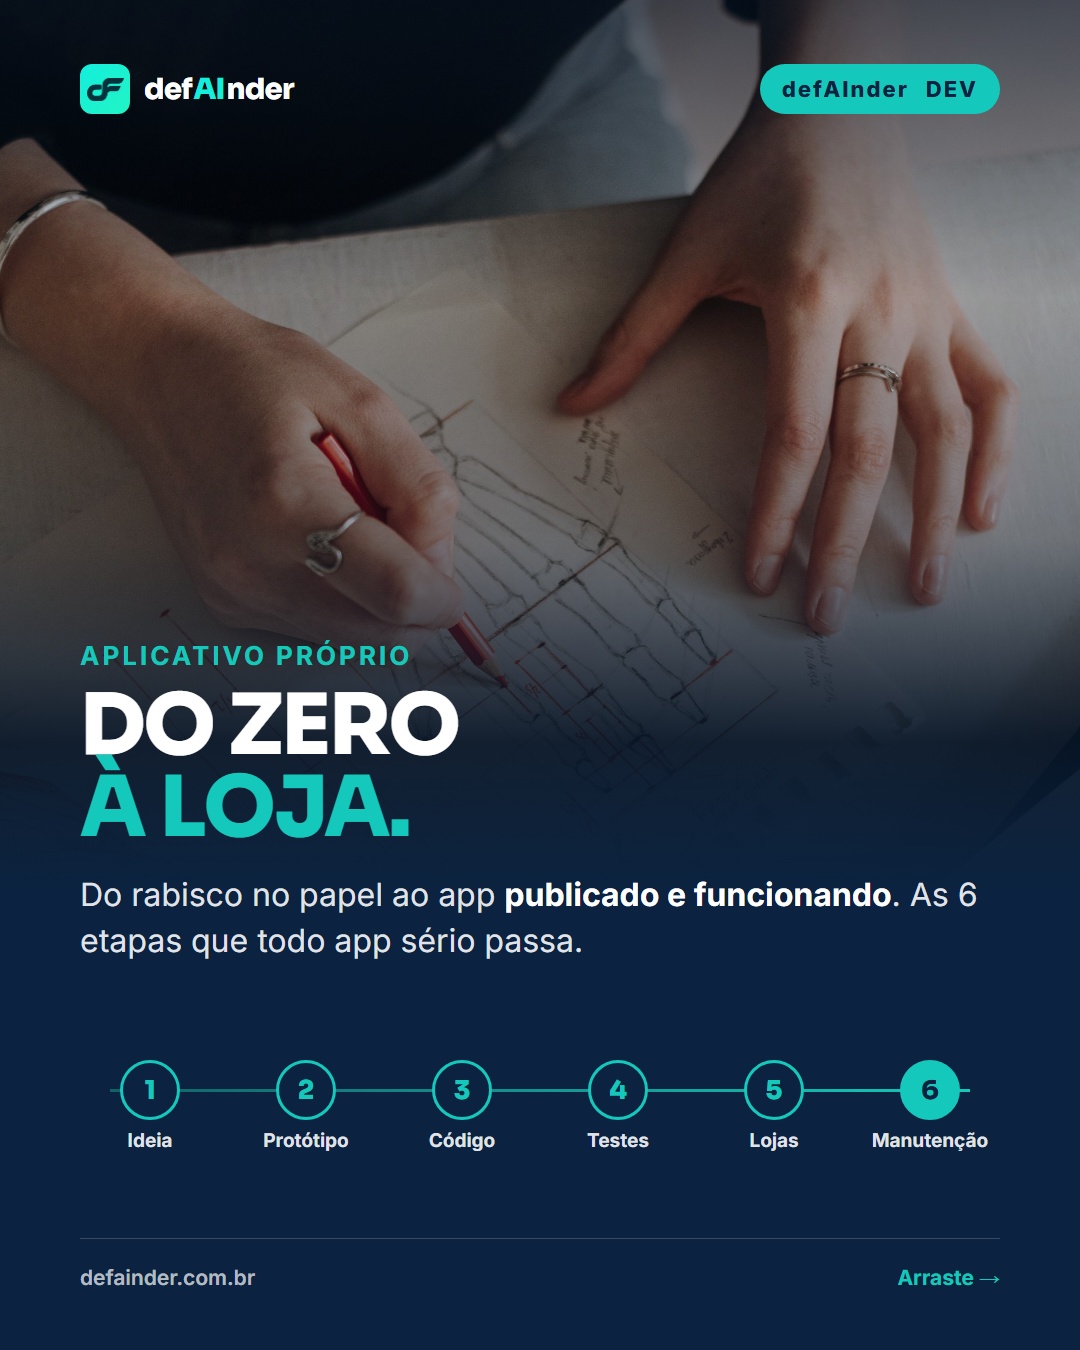 defAInder
defAInder DEV
APLICATIVO PRÓPRIO
DO ZERO
À LOJA.
Do rabisco no papel ao app publicado e funcionando. As 6
etapas que todo app sério passa.
1 2 3 4 5 6
Ideia Protótipo Código Testes Lojas Manutenção
defainder.com.br
Arraste →